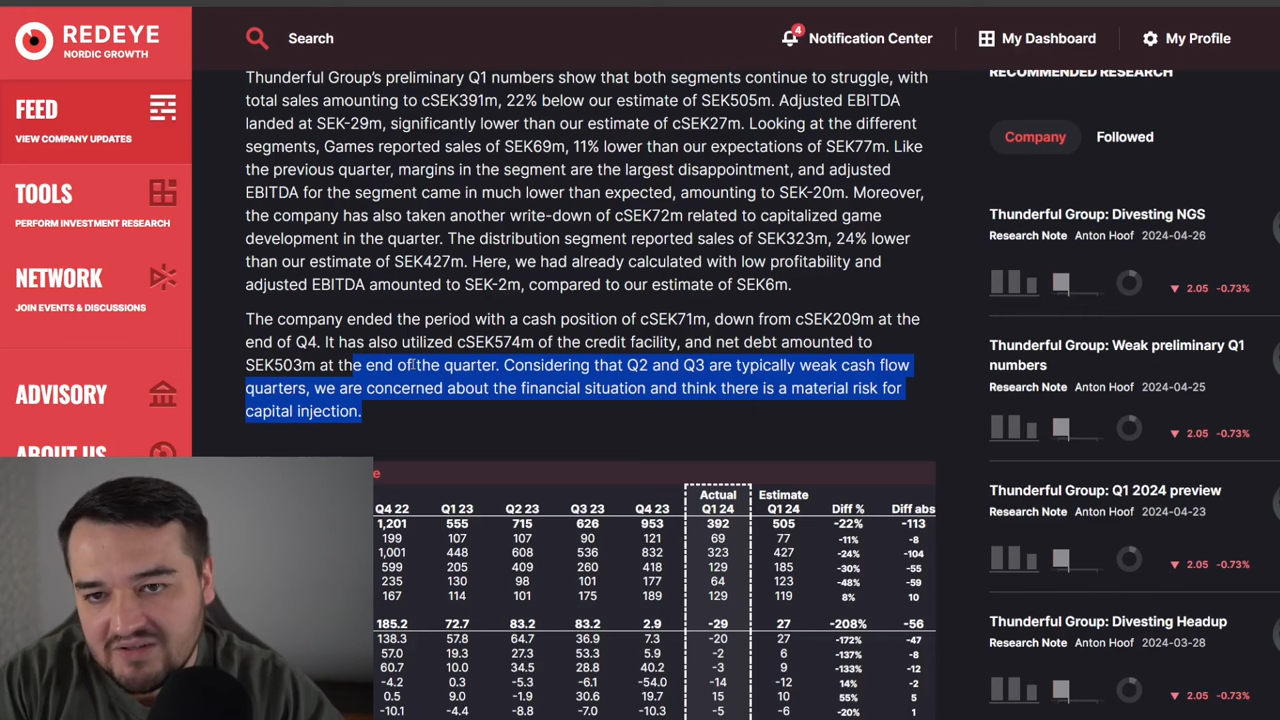 REDEYE
NORDIC GROWTH
Search
4
Notification Center
My Dashboard
My Profile
FEED
VIEW COMPANY UPDATES
TOOLS
PERFORM INVESTMENT RESEARCH
NETWORK
JOIN EVENTS & DISCUSSIONS
ADVISORY
ABOUT US
Thunderful Group's preliminary Q1 numbers show that both segments continue to struggle, with
total sales amounting to cSEK391m, 22% below our estimate of SEK505m. Adjusted EBITDA
landed at SEK-29m, significantly lower than our estimate of cSEK27m. Looking at the different
segments, Games reported sales of SEK69m, 11% lower than our expectations of SEK77m. Like
the previous quarter, margins in the segment are the largest disappointment, and adjusted
EBITDA for the segment came in much lower than expected, amounting to SEK-20m. Moreover,
the company has also taken another write-down of cSEK72m related to capitalized game
development in the quarter. The distribution segment reported sales of SEK323m, 24% lower
than our estimate of SEK427m. Here, we had already calculated with low profitability and
adjusted EBITDA amounted to SEK-2m, compared to our estimate of SEK6m.
The company ended the period with a cash position of cSEK71m, down from cSEK209m at the
end of Q4. It has also utilized cSEK574m of the credit facility, and net debt amounted to
SEK503m at the end of the quarter. Considering that Q2 and Q3 are typically weak cash flow
quarters, we are concerned about the financial situation and think there is a material risk for
capital injection.
Actual Estimate
Q4 22 Q1 23 Q2 23 Q3 23 Q4 23 Q1 24 Q1 24 Diff % Diff abs
1,201 555 715 626 953 392 505 -22% -113
199 107 107 90 121 69 77 -11% -8
1,001 448 608 536 832 323 427 -24% -104
599 205 409 260 418 129 185 -30% -55
235 130 98 101 177 64 123 -48% -59
167 114 101 175 189 129 119 8% 10
185.2 72.7 83.2 83.2 2.9 -29 27 -208% -56
138.3 57.8 64.7 36.9 7.3 -20 27 -172% -47
57.0 19.3 27.3 53.3 5.9 -2 6 -137% -8
60.7 10.0 34.5 28.8 40.2 -3 9 -133% -12
-4.2 0.3 -5.3 -6.1 -54.0 -14 -12 14% -2
0.5 9.0 -1.9 30.6 19.7 15 10 55% 5
-10.1 -4.4 -8.8 -7.0 -10.3 -5 -6 -20% 1
RECOMMENDED RESEARCH
Company
Followed
Thunderful Group: Divesting NGS
Research Note Anton Hoof 2024-04-26
▼ 2.05 -0.73%
Thunderful Group: Weak preliminary Q1
numbers
Research Note Anton Hoof 2024-04-25
▼ 2.05 -0.73%
Thunderful Group: Q1 2024 preview
Research Note Anton Hoof 2024-04-23
▼ 2.05 -0.73%
Thunderful Group: Divesting Headup
Research Note Anton Hoof 2024-03-28
▼ 2.05 -0.73%